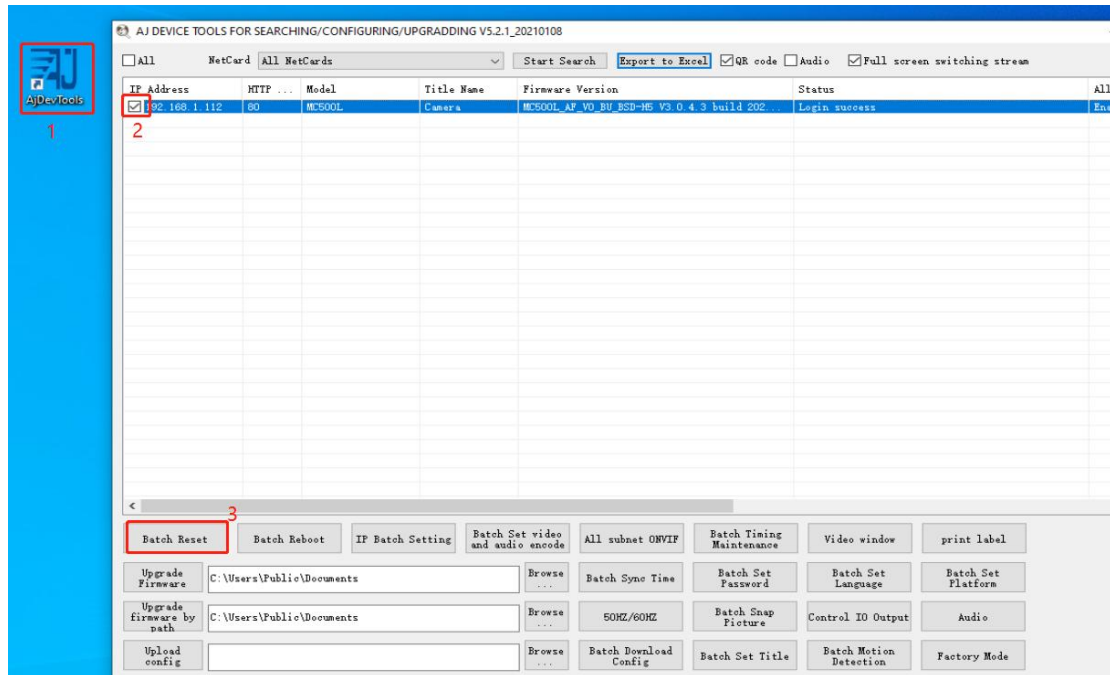 AJ DEVICE TOOLS FOR SEARCHING/CONFIGURING/UPGRADDING V5.2.1_20210108
AJ
AjDevTools
1
All NetCard All NetCards Start Search Export to Excel QR code Audio Full screen switching stream
IP Address HTTP ... Model Title Name Firmware Version Status All
192.168.1.112 80 MC500L Camera MC500L_AF_VO_BU_BSD-H5 V3.0.4.3 build 202... Login success En
2
3
Batch Reset Batch Reboot IP Batch Setting Batch Set video and audio encode All subnet ONVIF Batch Timing Maintenance Video window print label
Upgrade Firmware C:\Users\Public\Documents Browse ... Batch Sync Time Batch Set Password Batch Set Language Batch Set Platform
Upgrade firmware by path C:\Users\Public\Documents Browse ... 50HZ/60HZ Batch Snap Picture Control IO Output Audio
Upload config Browse ... Batch Download Config Batch Set Title Batch Motion Detection Factory Mode